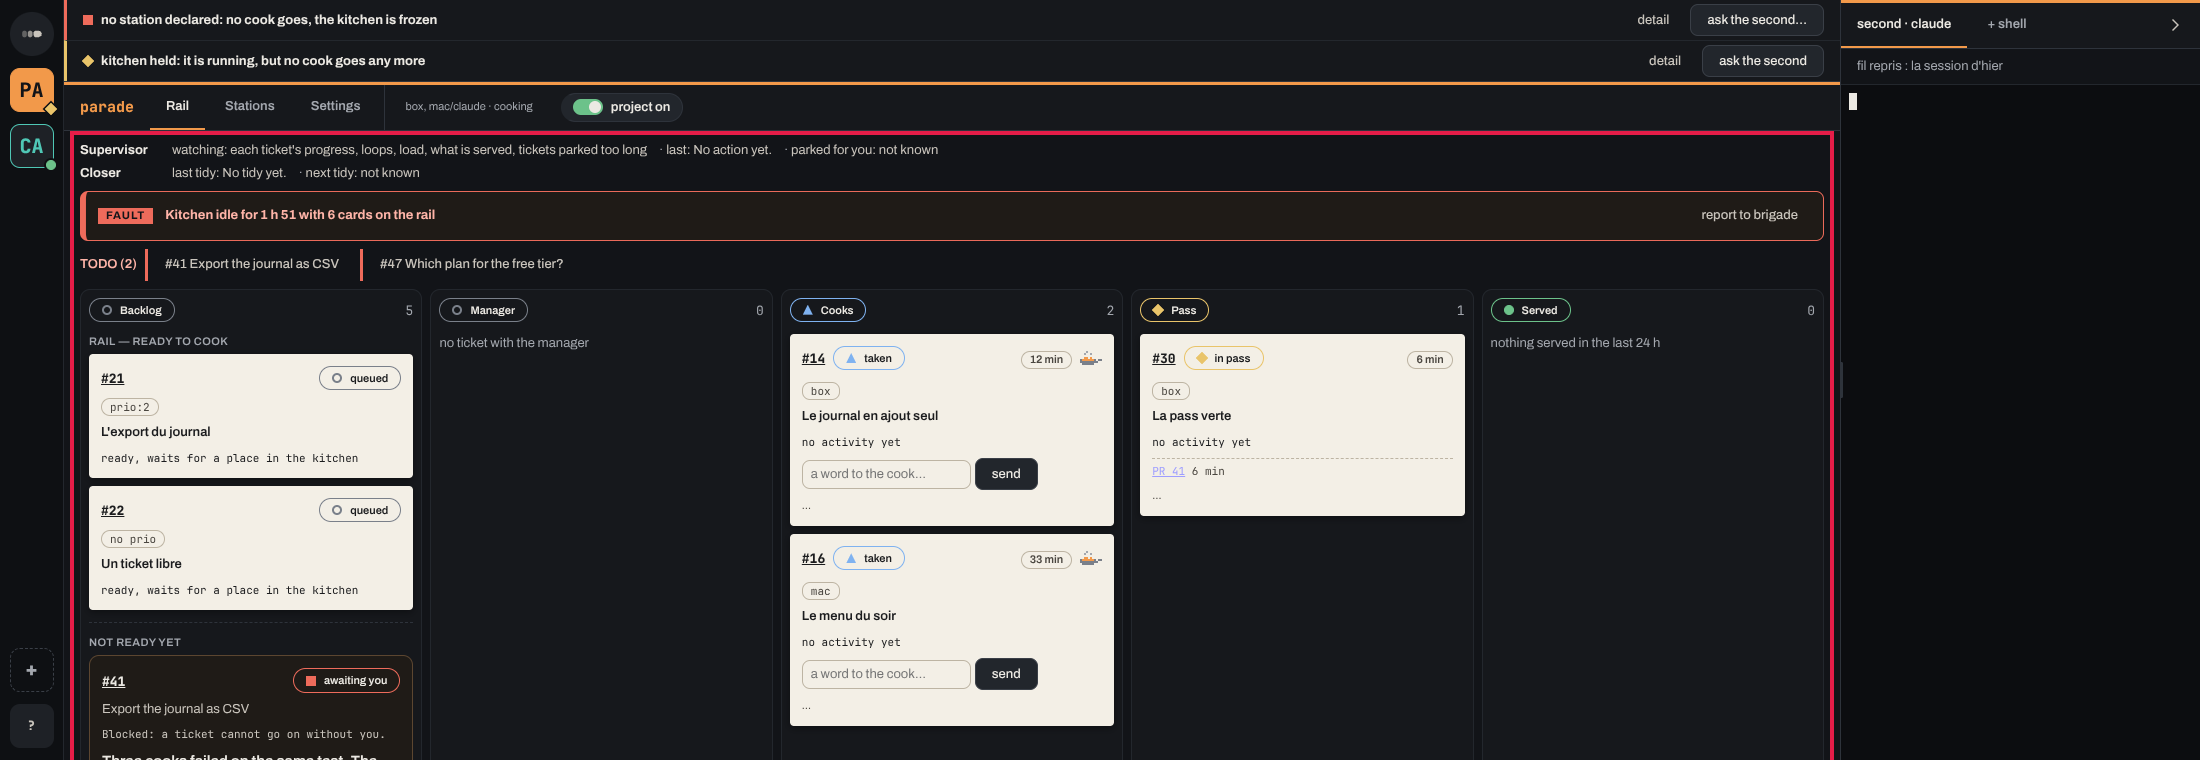 no station declared: no cook goes, the kitchen is frozen
detail
ask the second...
kitchen held: it is running, but no cook goes any more
detail
ask the second
PA
CA
+
?
parade
Rail
Stations
Settings
box, mac/claude · cooking
project on
Supervisor
watching: each ticket's progress, loops, load, what is served, tickets parked too long · last: No action yet. · parked for you: not known
Closer
last tidy: No tidy yet. · next tidy: not known
FAULT
Kitchen idle for 1 h 51 with 6 cards on the rail
report to brigade
TODO (2)
#41 Export the journal as CSV
#47 Which plan for the free tier?
Backlog
5
RAIL — READY TO COOK
#21
queued
prio:2
L'export du journal
ready, waits for a place in the kitchen
#22
queued
no prio
Un ticket libre
ready, waits for a place in the kitchen
NOT READY YET
#41
awaiting you
Export the journal as CSV
Blocked: a ticket cannot go on without you.
Three cooks failed on the same test. The
Manager
0
no ticket with the manager
Cooks
2
#14
taken
12 min
box
Le journal en ajout seul
no activity yet
a word to the cook...
send
...
#16
taken
33 min
mac
Le menu du soir
no activity yet
a word to the cook...
send
...
Pass
1
#30
in pass
6 min
box
La pass verte
no activity yet
PR 41 6 min
...
Served
0
nothing served in the last 24 h
second · claude
+ shell
fil repris : la session d'hier